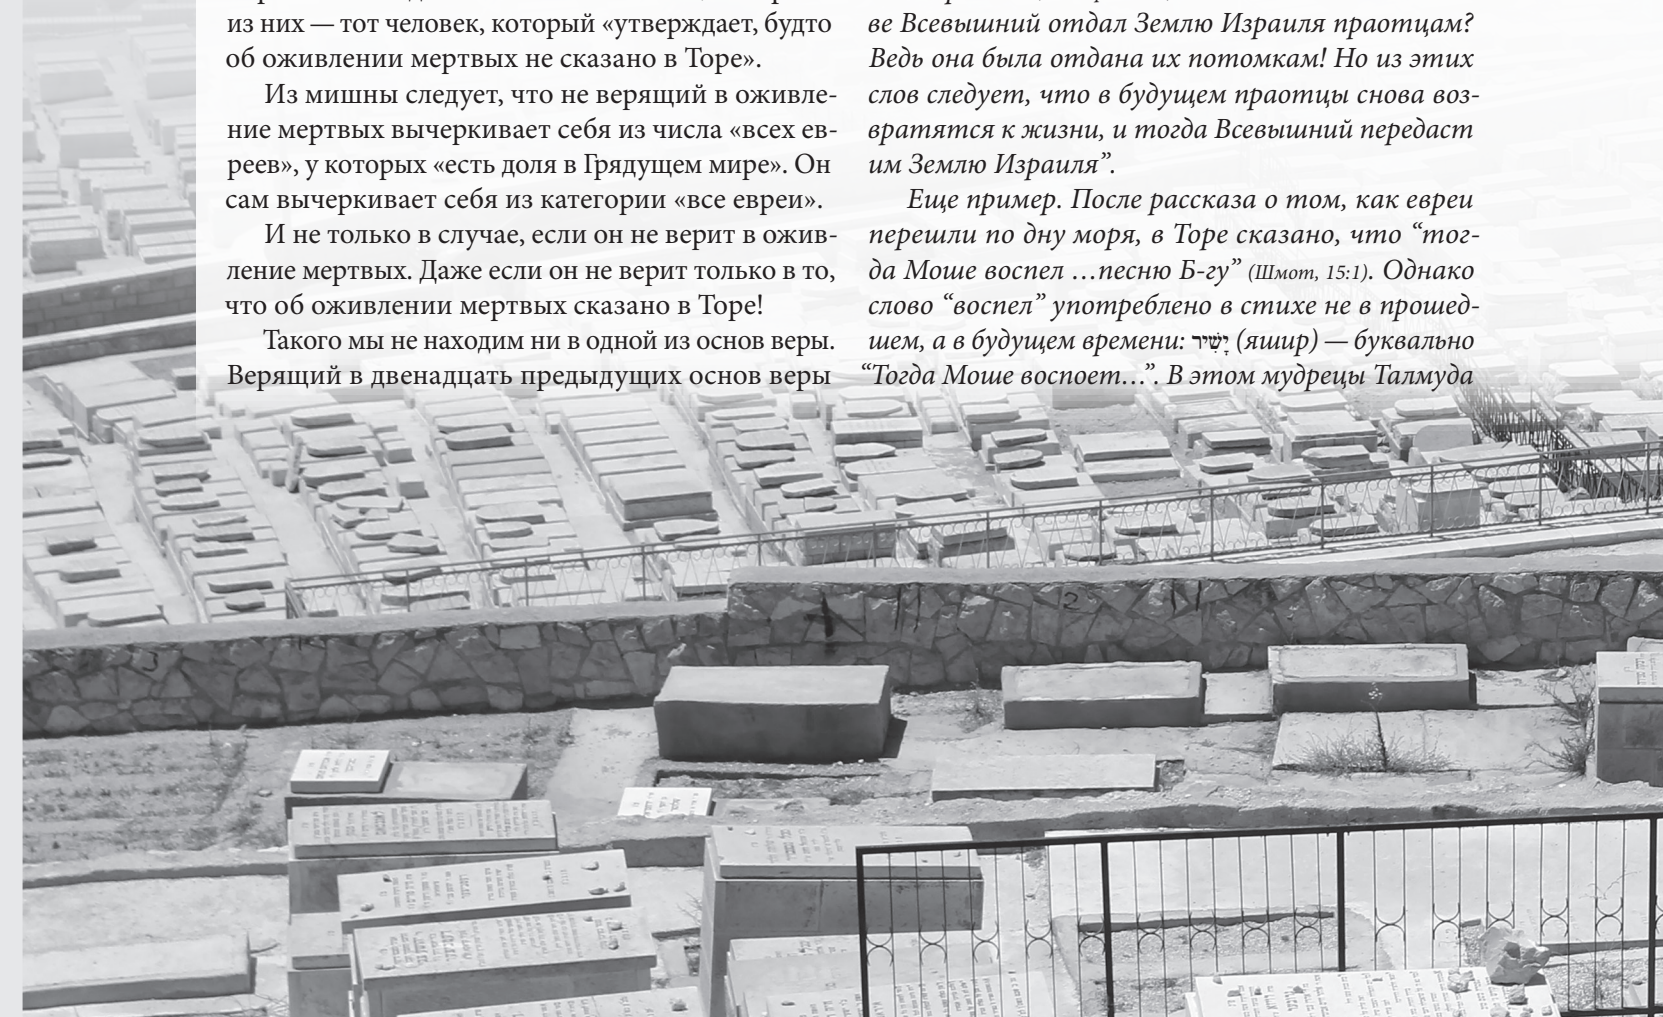 из них — тот человек, который «утверждает, будто
об оживлении мертвых не сказано в Торе».
Из мишны следует, что не верящий в оживле-
ние мертвых вычеркивает себя из числа «всех ев-
реев», у которых «есть доля в Грядущем мире». Он
сам вычеркивает себя из категории «все евреи».
И не только в случае, если он не верит в ожив-
ление мертвых. Даже если он не верит только в то,
что об оживлении мертвых сказано в Торе!
Такого мы не находим ни в одной из основ веры.
Верящий в двенадцать предыдущих основ веры
ве Всевышний отдал Землю Израиля праотцам?
Ведь она была отдана их потомкам! Но из этих
слов следует, что в будущем праотцы снова воз-
вратятся к жизни, и тогда Всевышний передаст
им Землю Израиля”.
Еще пример. После рассказа о том, как евреи
перешли по дну моря, в Торе сказано, что “тог-
да Моше воспел …песню Б-гу” (Шмот, 15:1). Однако
слово “воспел” употреблено в стихе не в прошед-
шем, а в будущем времени: יָשִׁיר (яшир) — буквально
“Тогда Моше воспоет…”. В этом мудрецы Талмуда